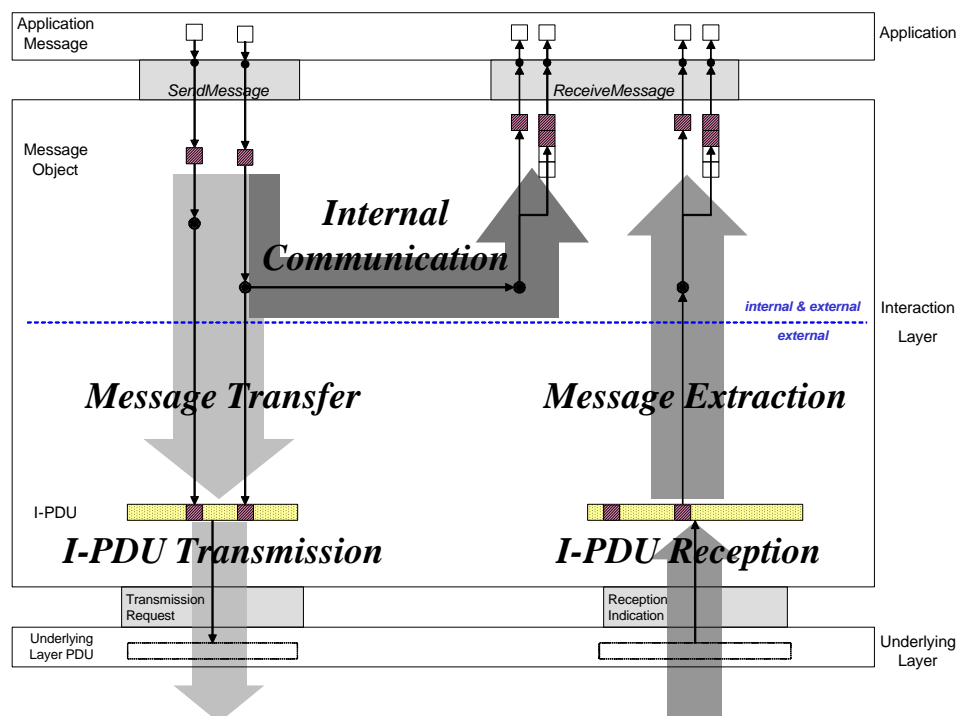 Application
Message
Application
SendMessage
ReceiveMessage
Message
Object
Internal
Communication
internal & external
external
Interaction
Layer
Message Transfer
Message Extraction
I-PDU
I-PDU Transmission
I-PDU Reception
Transmission
Request
Reception
Indication
Underlying
Layer PDU
Underlying
Layer